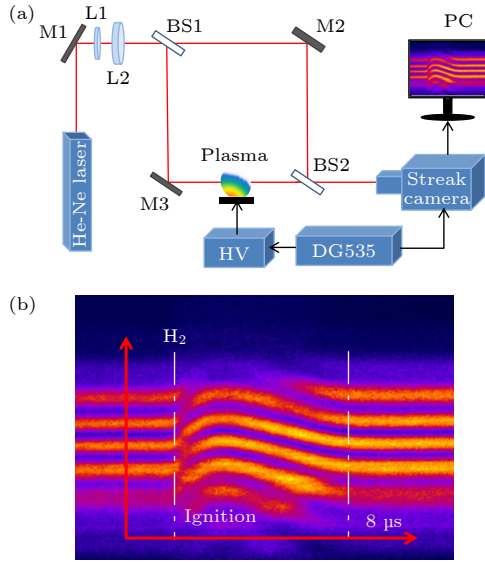 (a)
PC
M1
L1
BS1
M2
L2
He-Ne laser
Plasma
BS2
M3
Streak
camera
HV
DG535
(b)
H₂
Ignition
8 µs